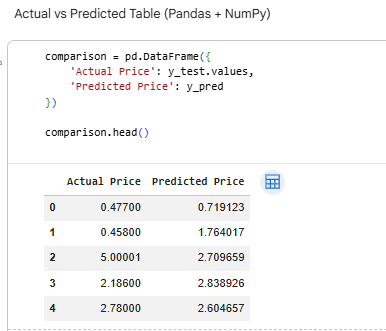 Actual vs Predicted Table (Pandas + NumPy)
comparison = pd.DataFrame({
    'Actual Price': y_test.values,
    'Predicted Price': y_pred
})
comparison.head()
Actual Price Predicted Price
0 0.47700 0.719123
1 0.45800 1.764017
2 5.00001 2.709659
3 2.18600 2.838926
4 2.78000 2.604657